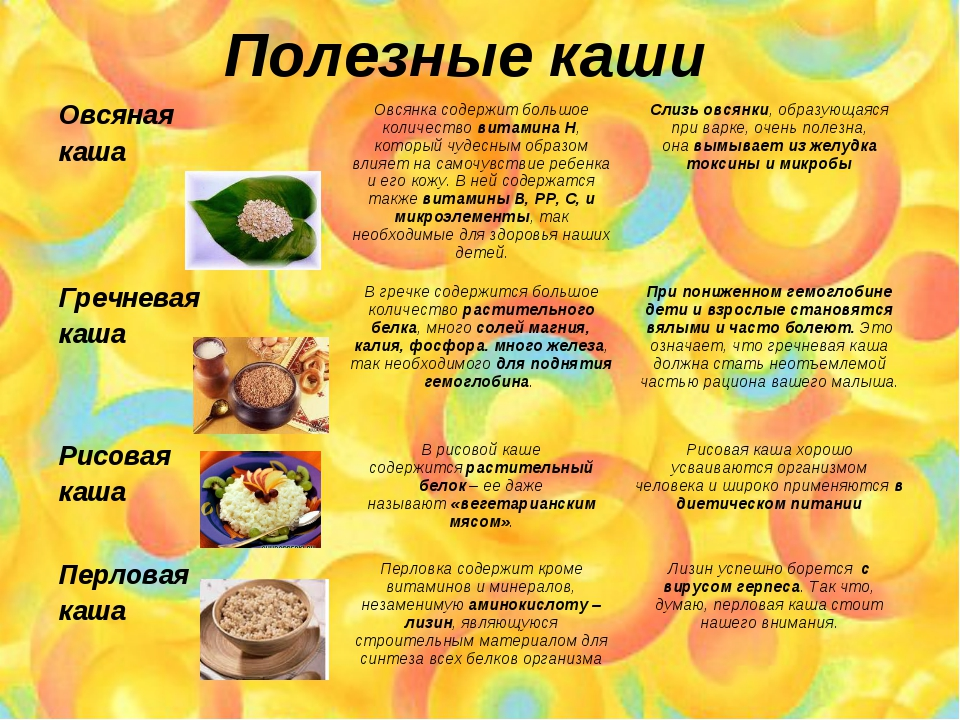 Полезные каши
Овсяная
каша
Овсянка содержит большое
количество витамина Н,
который чудесным образом
влияет на самочувствие ребенка
и его кожу. В ней содержатся
также витамины В, РР, С, и
микроэлементы, так
необходимые для здоровья наших
детей.
Слизь овсянки, образующаяся
при варке, очень полезна,
она вымывает из желудка
токсины и микробы
Гречневая
каша
В гречке содержится большое
количество растительного
белка, много солей магния,
калия, фосфора. много железа,
так необходимого для поднятия
гемоглобина.
При пониженном гемоглобине
дети и взрослые становятся
вялыми и часто болеют. Это
означает, что гречневая каша
должна стать неотъемлемой
частью рациона вашего малыша.
Рисовая
каша
В рисовой каше
содержится растительный
белок – ее даже
называют «вегетарианским
мясом».
Рисовая каша хорошо
усваиваются организмом
человека и широко применяются в
диетическом питании
Перловая
каша
Перловка содержит кроме
витаминов и минералов,
незаменимую аминокислоту –
лизин, являющуюся
строительным материалом для
синтеза всех белков организма
Лизин успешно борется с
вирусом герпеса. Так что,
думаю, перловая каша стоит
нашего внимания.